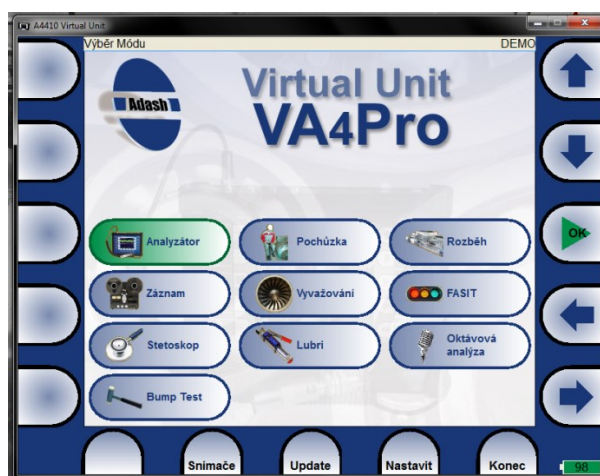 A4410 Virtual Unit
Výběr Módu DEMO
Adash
Virtual Unit
VA4Pro
Analyzátor Pochůzka Rozběh
Záznam Vyvažování FASIT
Stetoskop Lubri Oktávová
analýza
Bump Test
OK
Snímače Update Nastavit Konec 98